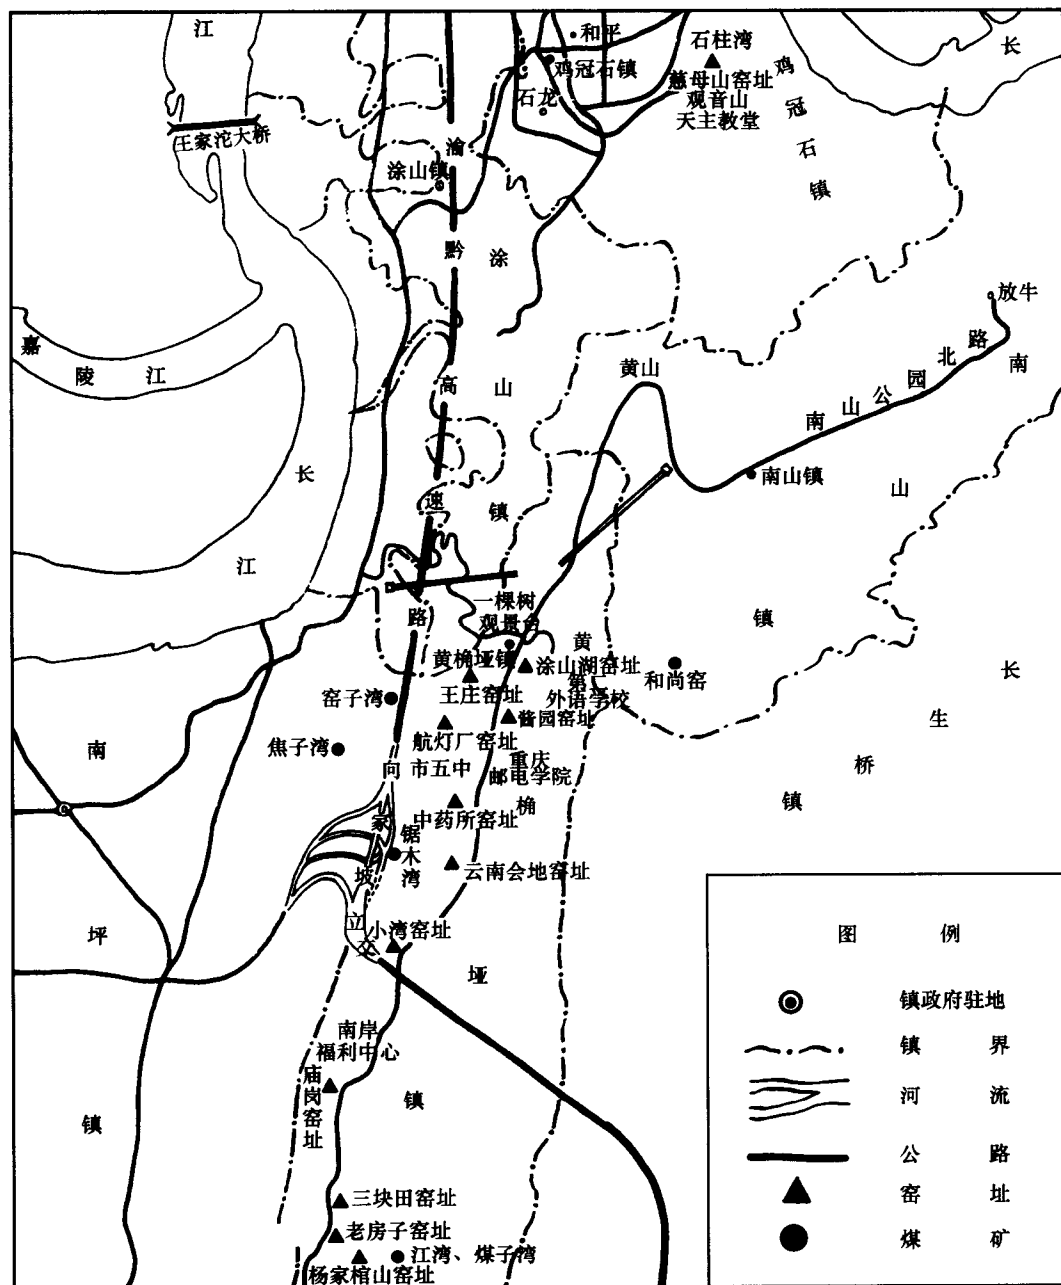 江
王家沱大桥
嘉
陵江
长
江
和平
鸡冠石镇
石龙
石柱湾
慈母山窑址
观音山
天主教堂
鸡冠石镇
长
涂山镇
渝黔高速路
涂山镇
放牛
黄山
南山公园北路
南山镇
南山镇
一棵树
观景台
黄桷垭镇
涂山湖窑址
王庄窑址
第二
外语学校
酱园窑址
和尚窑
窑子湾
焦子湾
航灯厂窑址
市五中
重庆
邮电学院
中药所窑址
锯木湾
云南会地窑址
向家坡立交
小湾窑址
黄桷垭镇
长生桥镇
南坪镇
南岸
福利中心
庙岗窑址
三块田窑址
老房子窑址
江湾、煤子湾
杨家棺山窑址
图例
镇政府驻地
镇界
河流
公路
窑址
煤矿